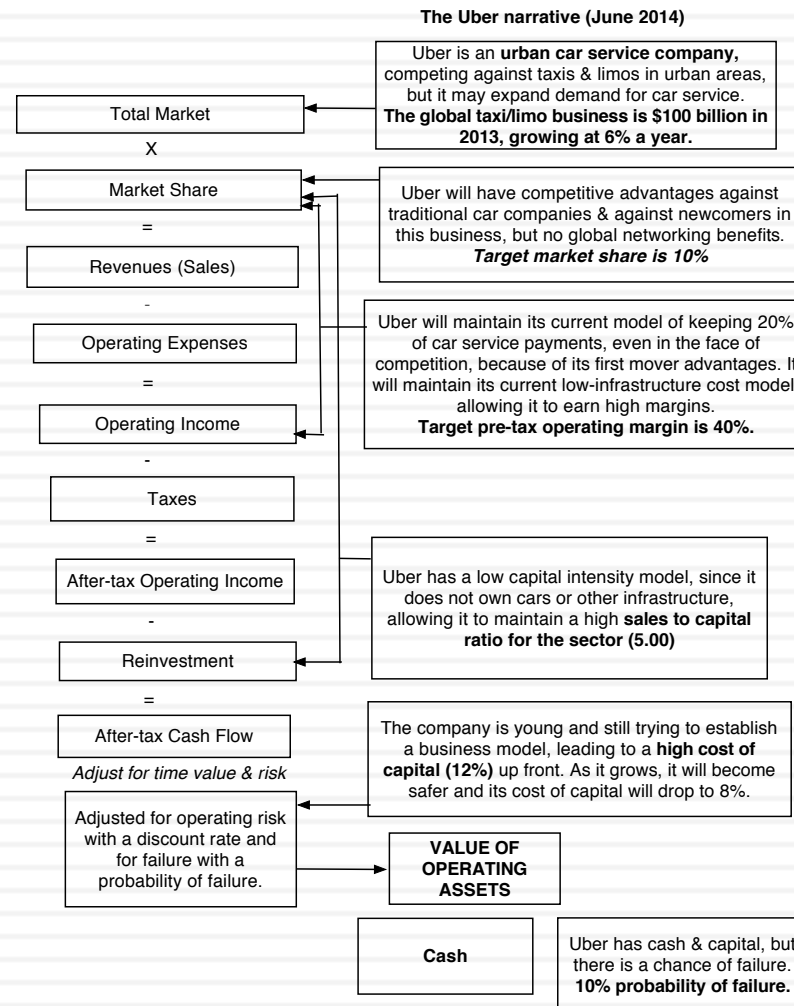 The Uber narrative (June 2014)
Uber is an urban car service company,
competing against taxis & limos in urban areas,
but it may expand demand for car service.
The global taxi/limo business is $100 billion in
2013, growing at 6% a year.
Total Market
X
Market Share
Uber will have competitive advantages against
traditional car companies & against newcomers in
this business, but no global networking benefits.
Target market share is 10%
=
Revenues (Sales)
-
Operating Expenses
Uber will maintain its current model of keeping 20%
of car service payments, even in the face of
competition, because of its first mover advantages. It
will maintain its current low-infrastructure cost model
allowing it to earn high margins.
Target pre-tax operating margin is 40%.
=
Operating Income
-
Taxes
=
After-tax Operating Income
Uber has a low capital intensity model, since it
does not own cars or other infrastructure,
allowing it to maintain a high sales to capital
ratio for the sector (5.00)
-
Reinvestment
=
After-tax Cash Flow
The company is young and still trying to establish
a business model, leading to a high cost of
capital (12%) up front. As it grows, it will become
safer and its cost of capital will drop to 8%.
Adjust for time value & risk
Adjusted for operating risk
with a discount rate and
for failure with a
probability of failure.
VALUE OF
OPERATING
ASSETS
Cash
Uber has cash & capital, but
there is a chance of failure.
10% probability of failure.